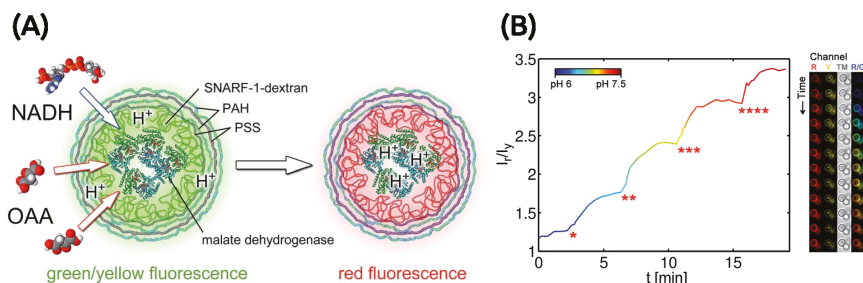 (A)
NADH
OAA
H+
H+
H+
SNARF-1-dextran
PAH
PSS
malate dehydrogenase
green/yellow fluorescence
H+
H+
H+
red fluorescence
(B)
Ir/Iy
3.5
3
2.5
2
1.5
1
pH 6 pH 7.5
*
**
***
****
0 5 10 15
t [min]
Channel
R Y TM R/G
Time